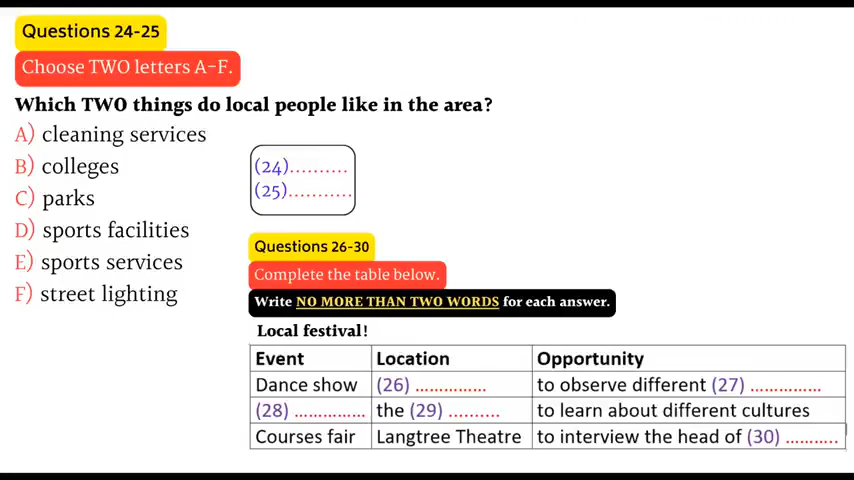 Questions 24-25
Choose TWO letters A-F.
Which TWO things do local people like in the area?
A) cleaning services
B) colleges
C) parks
D) sports facilities
E) sports services
F) street lighting
(24)..........
(25)...........
Questions 26-30
Complete the table below.
Write NO MORE THAN TWO WORDS for each answer.
Local festival!
Event Location Opportunity
Dance show (26) ............... to observe different (27) ...............
(28) ............... the (29) .......... to learn about different cultures
Courses fair Langtree Theatre to interview the head of (30) ...........